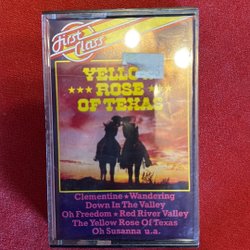 First
Class
YELLOW
★★★ ROSE ★★★
OF TEXAS
Clementine ★ Wandering
Down In The Valley
Oh Freedom ★ Red River Valley
The Yellow Rose Of Texas
Oh Susanna u.a.